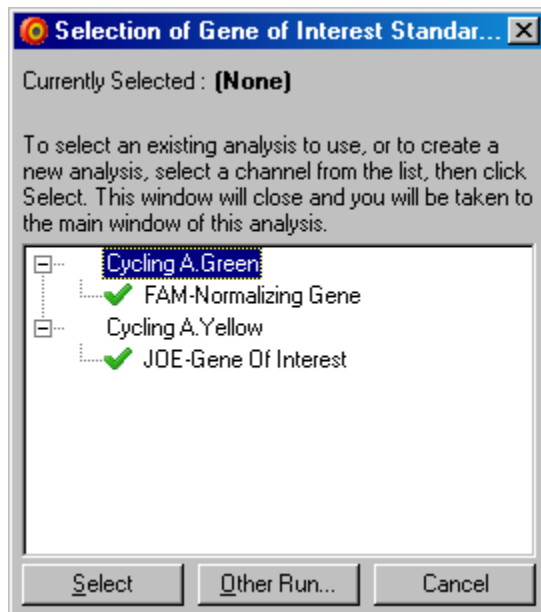 Selection of Gene of Interest Standar...
Currently Selected : (None)
To select an existing analysis to use, or to create a
new analysis, select a channel from the list, then click
Select. This window will close and you will be taken to
the main window of this analysis.
Cycling A.Green
FAM-Normalizing Gene
Cycling A.Yellow
JOE-Gene Of Interest
Select Other Run... Cancel